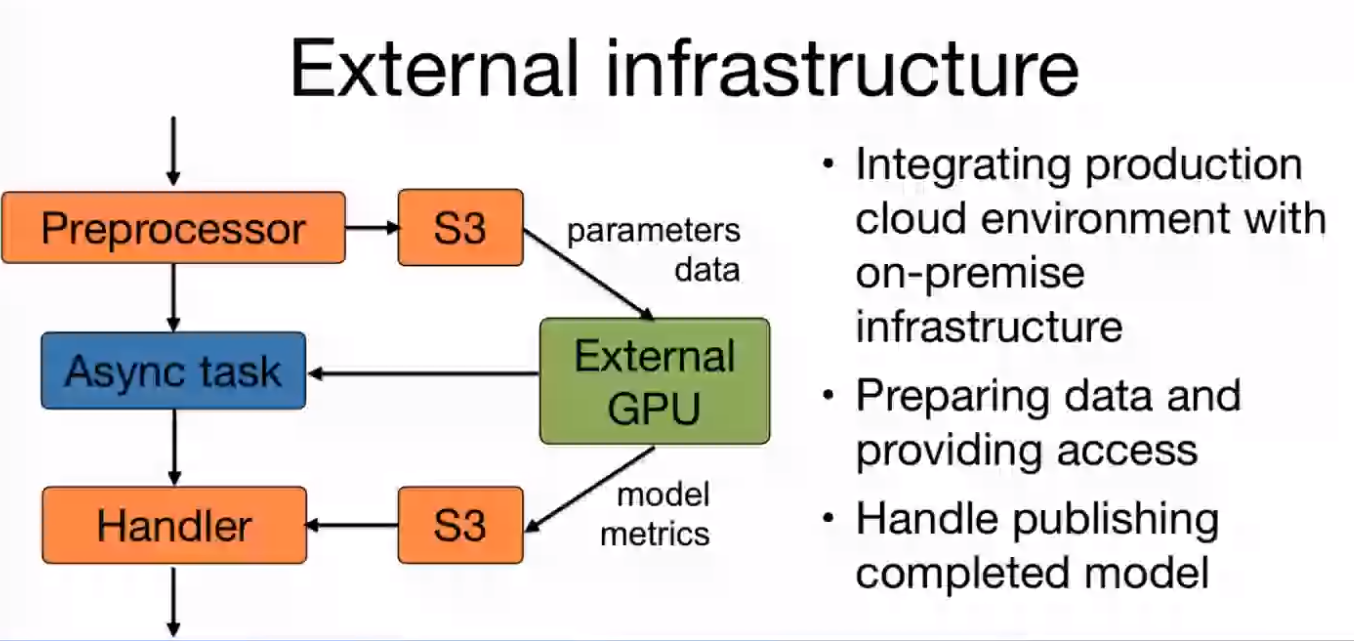 External infrastructure
Preprocessor
S3
parameters
data
Async task
External
GPU
Handler
S3
model
metrics
• Integrating production
cloud environment with
on-premise
infrastructure
• Preparing data and
providing access
• Handle publishing
completed model